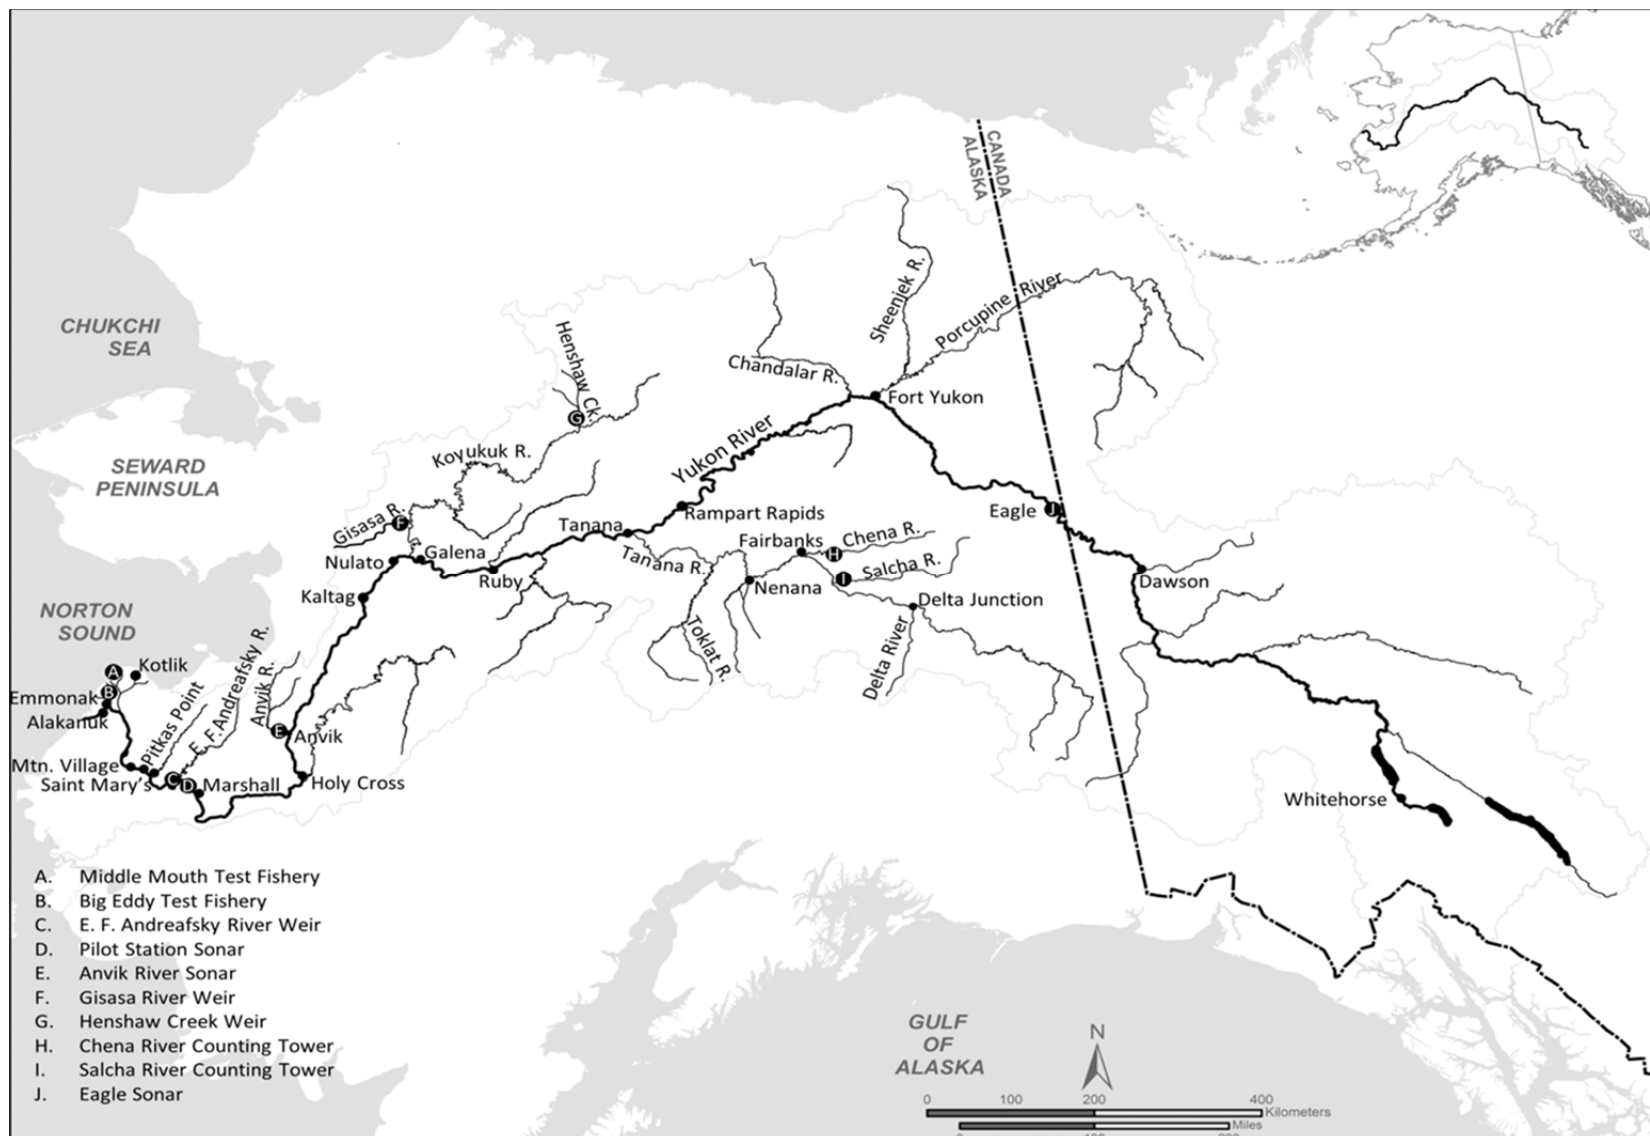 CANADA
ALASKA
CHUKCHI
SEA
SEWARD
PENINSULA
NORTON
SOUND
Henshaw Ck.
G
Koyukuk R.
Gisasa R.
F
Chandalar R.
Sheenjek R.
Porcupine River
Fort Yukon
Yukon River
Rampart Rapids
Tanana
Tanana R.
Nulato
Galena
Ruby
Kaltag
Fairbanks
H
Chena R.
I
Salcha R.
Nenana
Toklat R.
Delta Junction
Delta River
Eagle
J
Dawson
Whitehorse
A
Kotlik
B
Emmonak
Alakanuk
Mtn. Village
Pitkas Point
Saint Mary's
E. F. Andreafsky R.
C
D
Marshall
Anvik R.
E
Anvik
Holy Cross
A. Middle Mouth Test Fishery
B. Big Eddy Test Fishery
C. E. F. Andreafsky River Weir
D. Pilot Station Sonar
E. Anvik River Sonar
F. Gisasa River Weir
G. Henshaw Creek Weir
H. Chena River Counting Tower
I. Salcha River Counting Tower
J. Eagle Sonar
GULF
OF
ALASKA
N
0 100 200 400
Kilometers
Miles